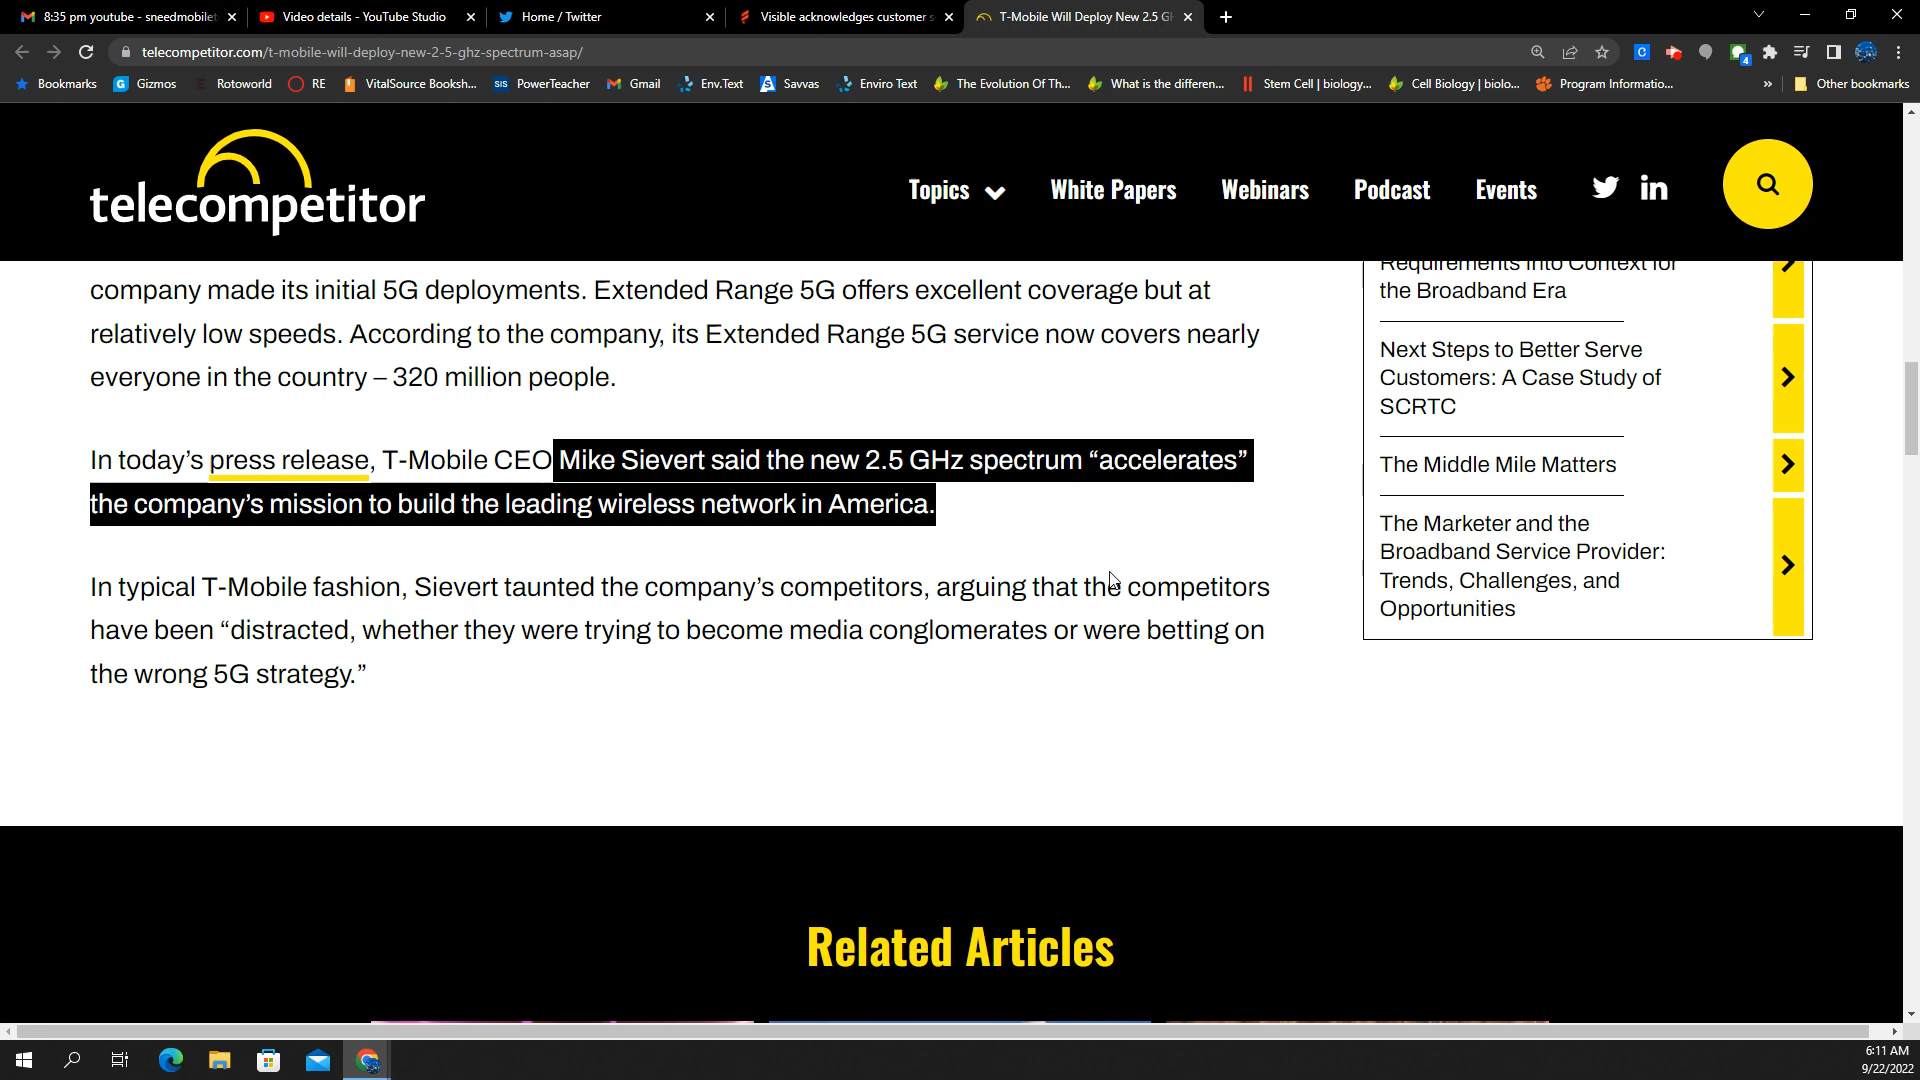 8:35 pm youtube - sneedmobilet
Video details - YouTube Studio
Home / Twitter
Visible acknowledges customer s
T-Mobile Will Deploy New 2.5 GH
telecompetitor.com/t-mobile-will-deploy-new-2-5-ghz-spectrum-asap/
C
4
Bookmarks
G
Gizmos
Rotoworld
RE
VitalSource Booksh...
SIS
PowerTeacher
Gmail
Env.Text
S
Savvas
Enviro Text
The Evolution Of Th...
What is the differen...
Stem Cell | biology...
Cell Biology | biolo...
Program Informatio...
»
Other bookmarks
telecompetitor
Topics
White Papers
Webinars
Podcast
Events
in
company made its initial 5G deployments. Extended Range 5G offers excellent coverage but at
relatively low speeds. According to the company, its Extended Range 5G service now covers nearly
everyone in the country – 320 million people.
In today’s press release, T-Mobile CEO Mike Sievert said the new 2.5 GHz spectrum “accelerates”
the company’s mission to build the leading wireless network in America.
In typical T-Mobile fashion, Sievert taunted the company’s competitors, arguing that the competitors
have been “distracted, whether they were trying to become media conglomerates or were betting on
the wrong 5G strategy.”
Requirements Into Context for
the Broadband Era
Next Steps to Better Serve
Customers: A Case Study of
SCRTC
The Middle Mile Matters
The Marketer and the
Broadband Service Provider:
Trends, Challenges, and
Opportunities
Related Articles
6:11 AM
9/22/2022